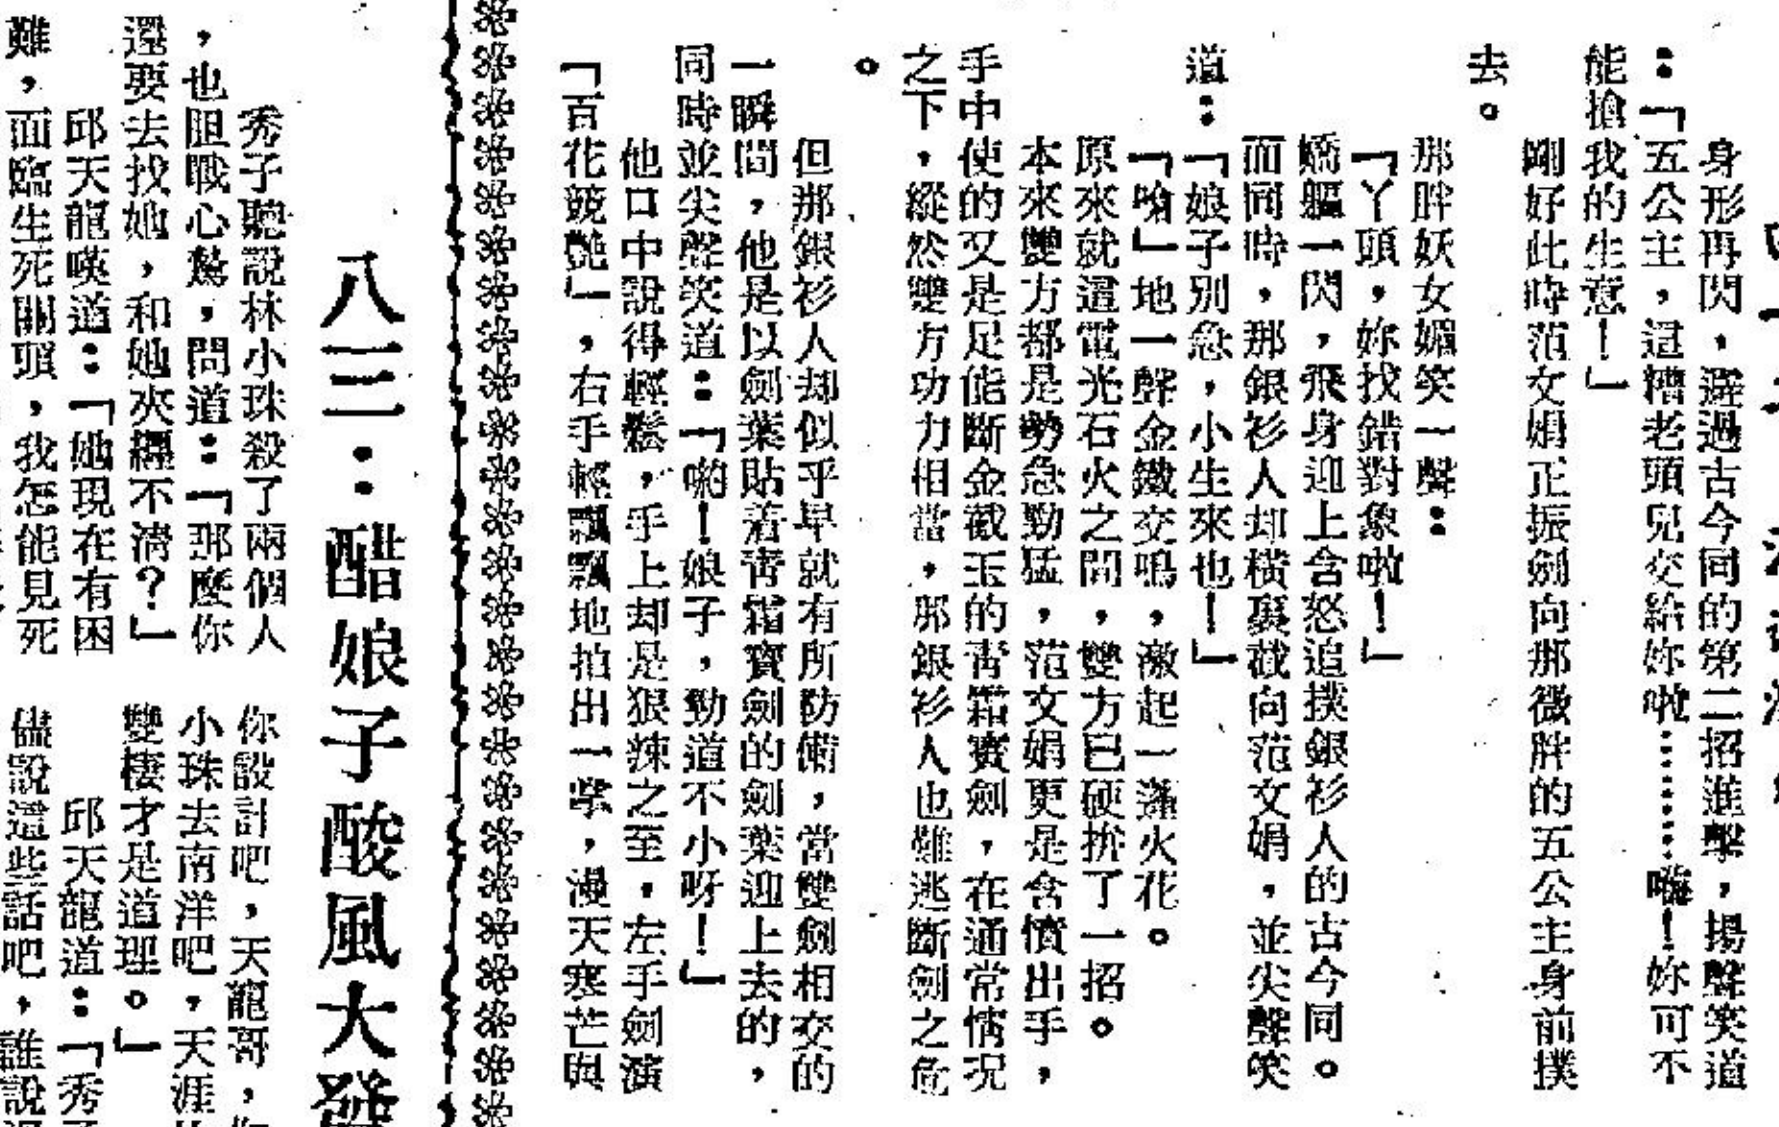 身形再閃，避過古今同的第二招進擊，揚聲笑道
：「五公主，這糟老頭兒交給妳啦………嗨！妳可不
能搶我的生意！」
剛好此時范文娟正振劍向那微胖的五公主身前撲
去。
那胖妖女媚笑一聲：
「丫頭，妳找錯對象啦！」
嬌軀一閃，飛身迎上含怒追撲銀衫人的古今同。
而同時，那銀衫人却橫裏截向范文娟，並尖聲笑
道：「娘子別急，小生來也！」
「嗆」地一聲金鐵交鳴，激起一蓬火花。
原來就這電光石火之間，雙方已硬拚了一招。
本來雙方都是勢急勁猛，范文娟更是含憤出手，
手中使的又是足能斷金截玉的青霜寶劍，在通常情況
之下，縱然雙方功力相當，那銀衫人也難逃斷劍之危
。
但那銀衫人却似乎早就有所防備，當雙劍相交的
一瞬間，他是以劍葉貼着青霜寶劍的劍葉迎上去的，
同時並尖聲笑道：「喲！娘子，勁道不小呀！」
他口中說得輕鬆，手上却是狠辣之至，左手劍演
「百花競艷」，右手輕飄飄地拍出一掌，漫天寒芒與
八三：醋娘子酸風大發
秀子聽說林小珠殺了兩個人
，也胆戰心驚，問道：「那麼你
還要去找她，和她夾纏不清？」
邱天龍嘆道：「她現在有困
難，面臨生死關頭，我怎能見死
你設計吧，天龍哥，
小珠去南洋吧，天涯
雙棲才是道理。」
邱天龍道：「秀
儘說這些話吧，誰說